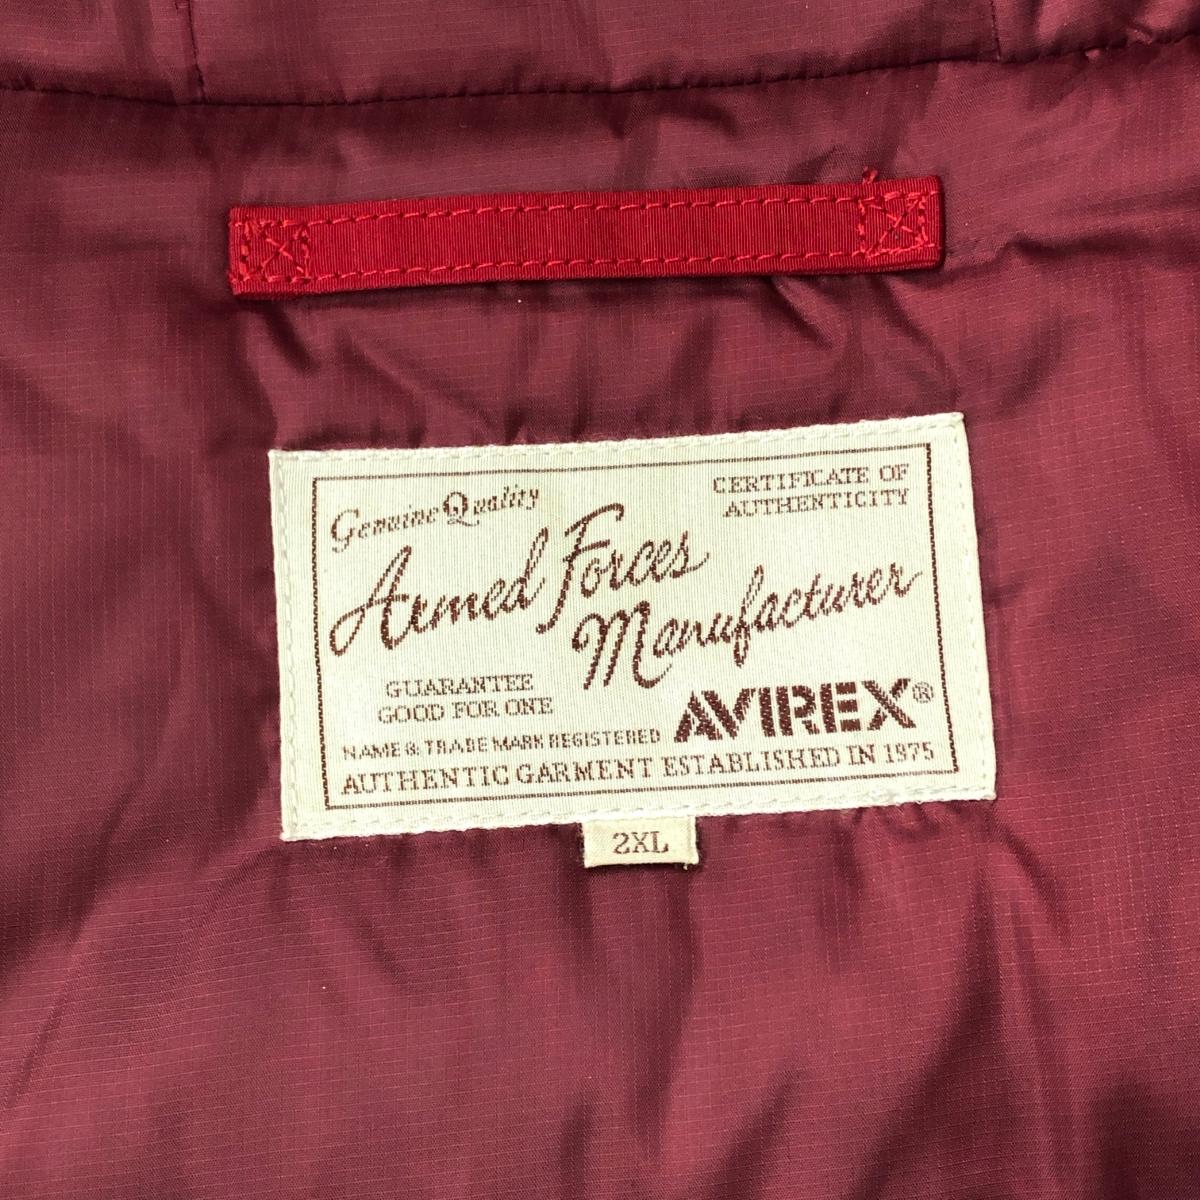 Genuine Quality
CERTIFICATE OF
AUTHENTICITY
Armed Forces
Manufacturer
GUARANTEE
GOOD FOR ONE
NAME & TRADE MARK REGISTERED
AVIREX®
AUTHENTIC GARMENT ESTABLISHED IN 1975
2XL